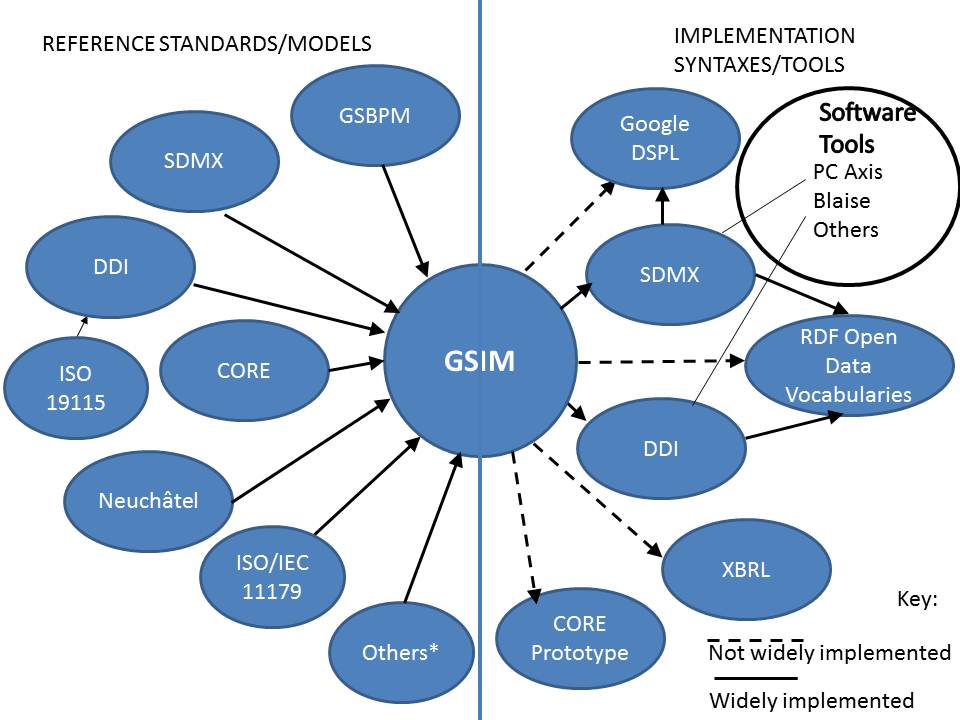 REFERENCE STANDARDS/MODELS
IMPLEMENTATION
SYNTAXES/TOOLS
GSBPM
SDMX
DDI
ISO
19115
CORE
Neuchâtel
ISO/IEC
11179
Others*
GSIM
Google
DSPL
Software
Tools
PC Axis
Blaise
Others
SDMX
RDF Open
Data
Vocabularies
DDI
XBRL
CORE
Prototype
Key:
Not widely implemented
Widely implemented